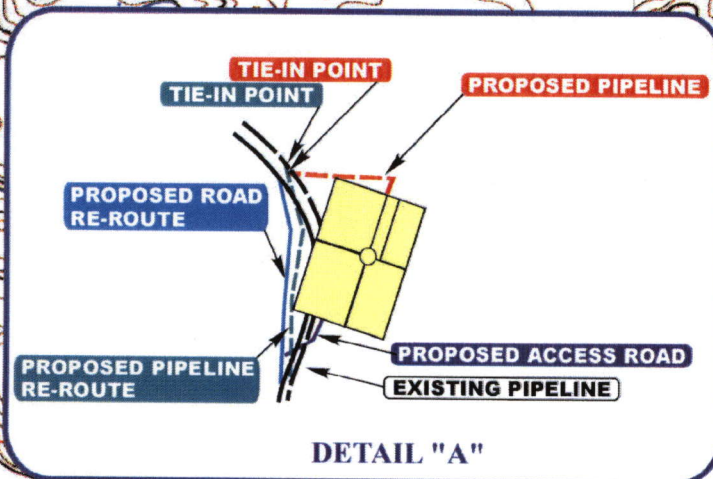 TIE-IN POINT
TIE-IN POINT
PROPOSED PIPELINE
PROPOSED ROAD
RE-ROUTE
PROPOSED PIPELINE
RE-ROUTE
PROPOSED ACCESS ROAD
EXISTING PIPELINE
DETAIL "A"